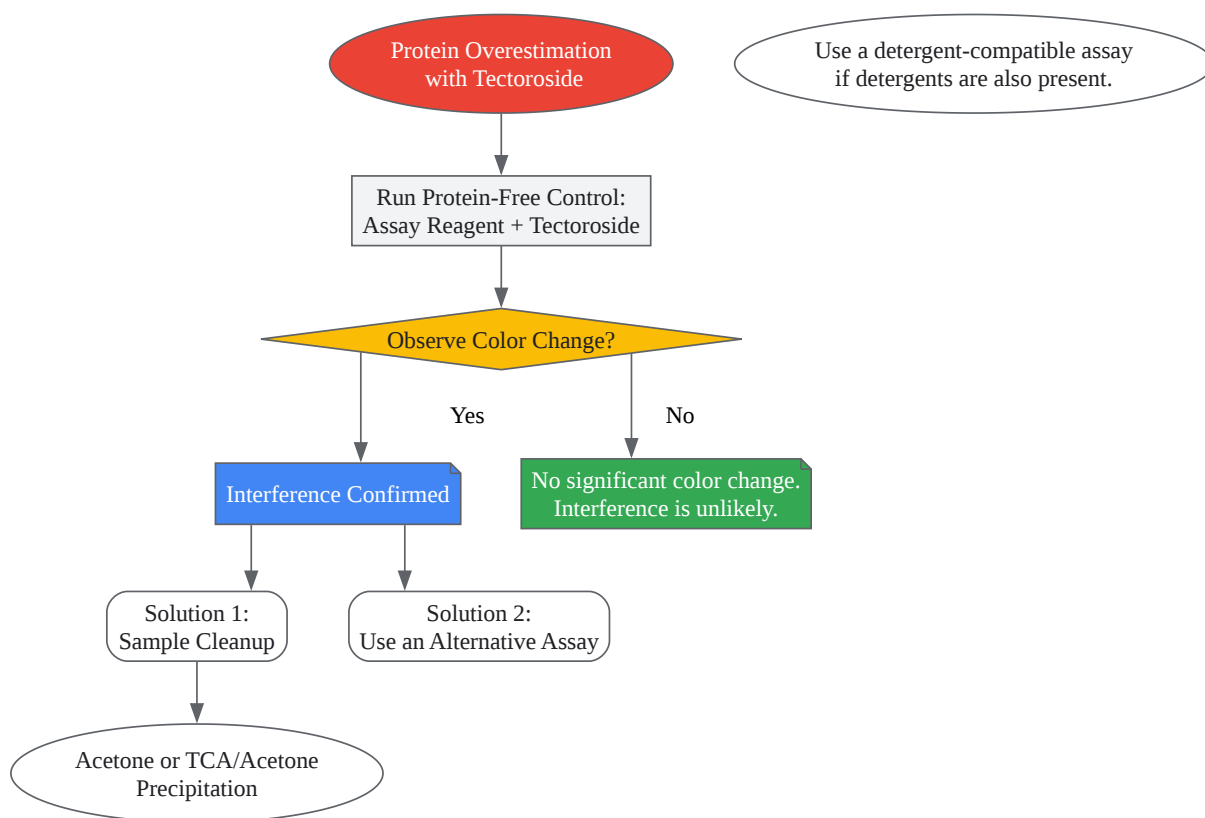 Protein Overestimation
with Tectoroside
Use a detergent-compatible assay
if detergents are also present.
Run Protein-Free Control:
Assay Reagent + Tectoroside
Observe Color Change?
Yes
No
Interference Confirmed
No significant color change.
Interference is unlikely.
Solution 1:
Sample Cleanup
Solution 2:
Use an Alternative Assay
Acetone or TCA/Acetone
Precipitation